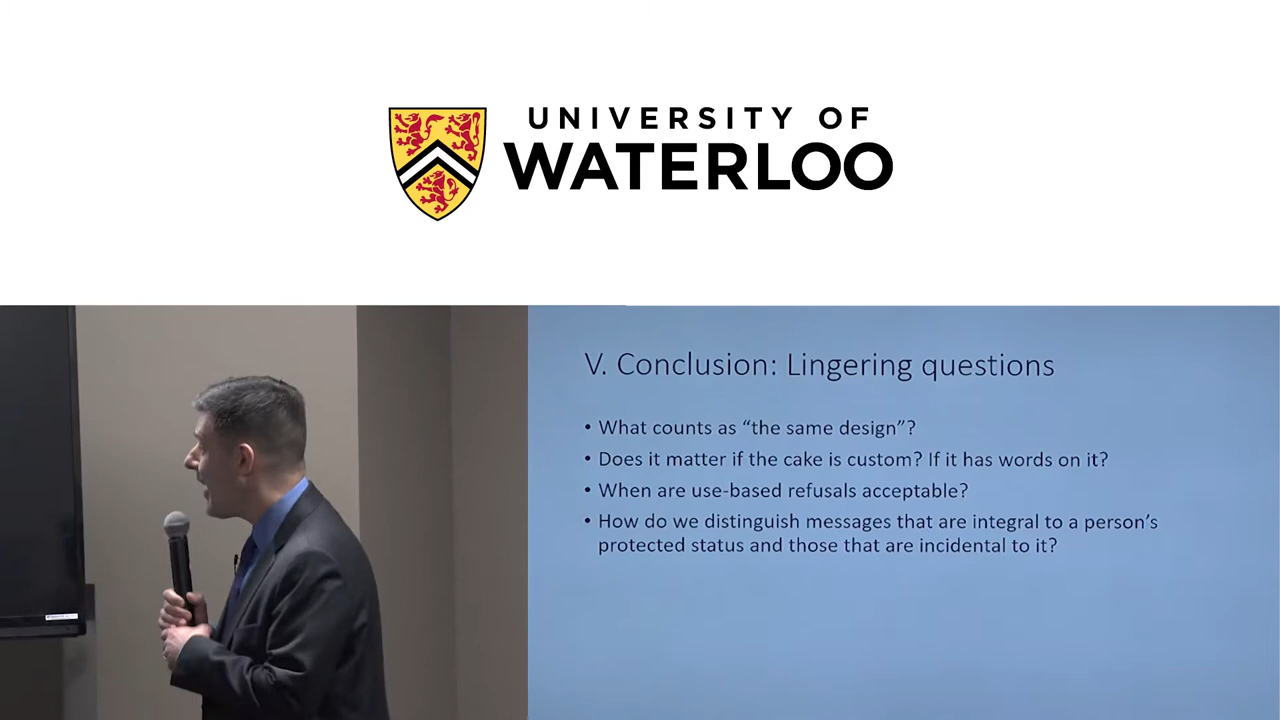 UNIVERSITY OF
WATERLOO
V. Conclusion: Lingering questions
• What counts as “the same design”?
• Does it matter if the cake is custom? If it has words on it?
• When are use-based refusals acceptable?
• How do we distinguish messages that are integral to a person’s
protected status and those that are incidental to it?